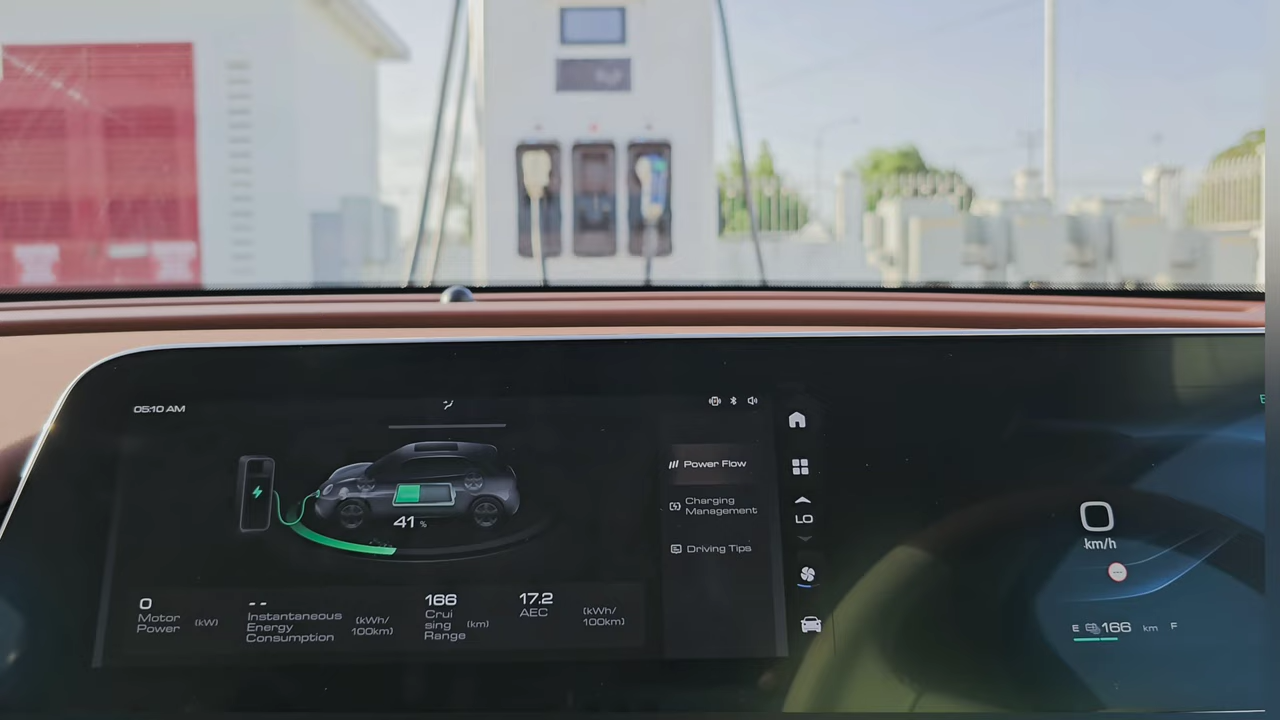 05:10 AM
41 %
Power Flow
Charging
Management
Driving Tips
0
Motor
Power
(kW)
--
Instantaneous
Energy
Consumption
(kWh/
100km)
166
Crui
sing
Range
(km)
17.2
AEC
(kWh/
100km)
LO
0
km/h
---
E 166 km F
E